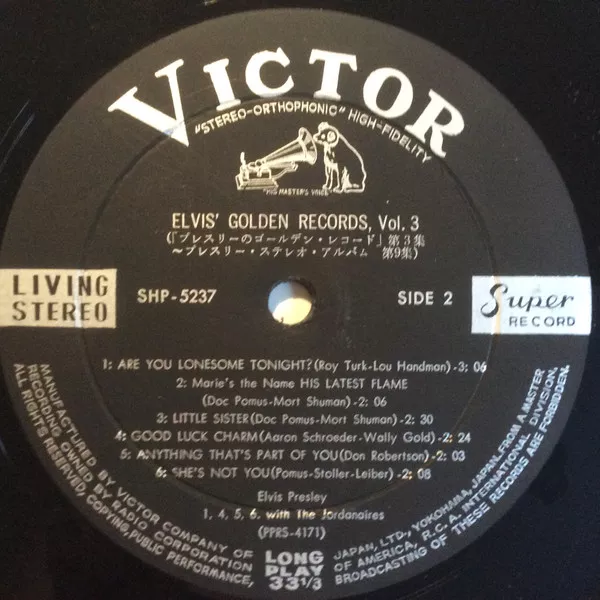 VICTOR
"STEREO-ORTHOPHONIC" HIGH-FIDELITY
"HIS MASTER'S VOICE"
ELVIS' GOLDEN RECORDS, Vol. 3
(「プレスリーのゴールデン・レコード」第3集
~プレスリー・ステレオ・アルバム 第9集)
LIVING
STEREO
SHP-5237
SIDE 2
Super
RECORD
1: ARE YOU LONESOME TONIGHT? (Roy Turk-Lou Handman)-3: 06
2: Marie's the Name HIS LATEST FLAME
(Doc Pomus-Mort Shuman)-2: 06
3: LITTLE SISTER(Doc Pomus-Mort Shuman)-2: 30
4: GOOD LUCK CHARM(Aaron Schroeder-Wally Gold)-2: 24
5: ANYTHING THAT'S PART OF YOU(Don Robertson)-2: 03
6: SHE'S NOT YOU(Pomus-Stoller-Leiber)-2: 08
Elvis Presley
1, 4, 5, 6, with The Jordanaires
(PPRS-4171)
LONG
PLAY
33 1/3
MANUFACTURED BY VICTOR COMPANY OF JAPAN, LTD., YOKOHAMA, JAPAN, FROM A MASTER
RECORDING OWNED BY RADIO CORPORATION OF AMERICA, R.C.A. INTERNATIONAL DIVISION.
ALL RIGHTS RESERVED, COPYING, PUBLIC PERFORMANCE, BROADCASTING OF THESE RECORDS ARE FORBIDDEN.